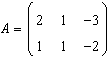 A = ( 2 1 −3
1 1 −2 )